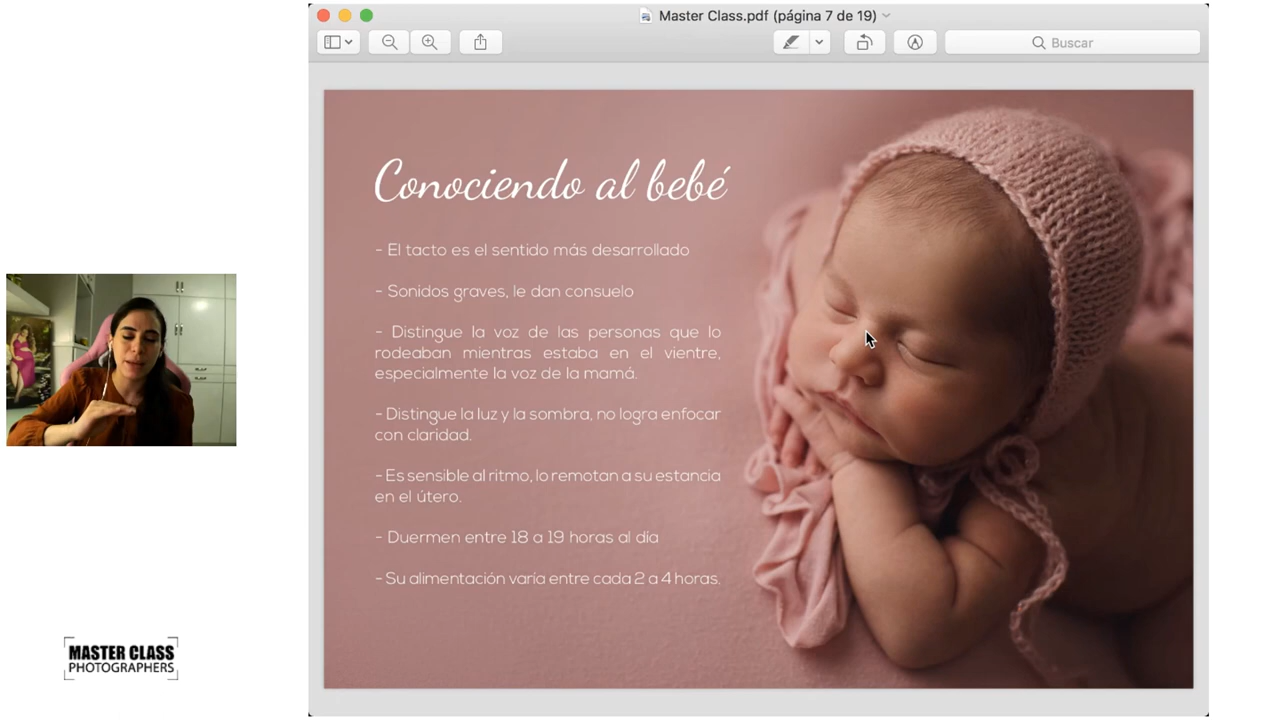 Master Class.pdf (página 7 de 19)
Buscar
Conociendo al bebé
- El tacto es el sentido más desarrollado
- Sonidos graves, le dan consuelo
- Distingue la voz de las personas que lo
rodeaban mientras estaba en el vientre,
especialmente la voz de la mamá.
- Distingue la luz y la sombra, no logra enfocar
con claridad.
- Es sensible al ritmo, lo remotan a su estancia
en el útero.
- Duermen entre 18 a 19 horas al día
- Su alimentación varía entre cada 2 a 4 horas.
MASTER CLASS
PHOTOGRAPHERS